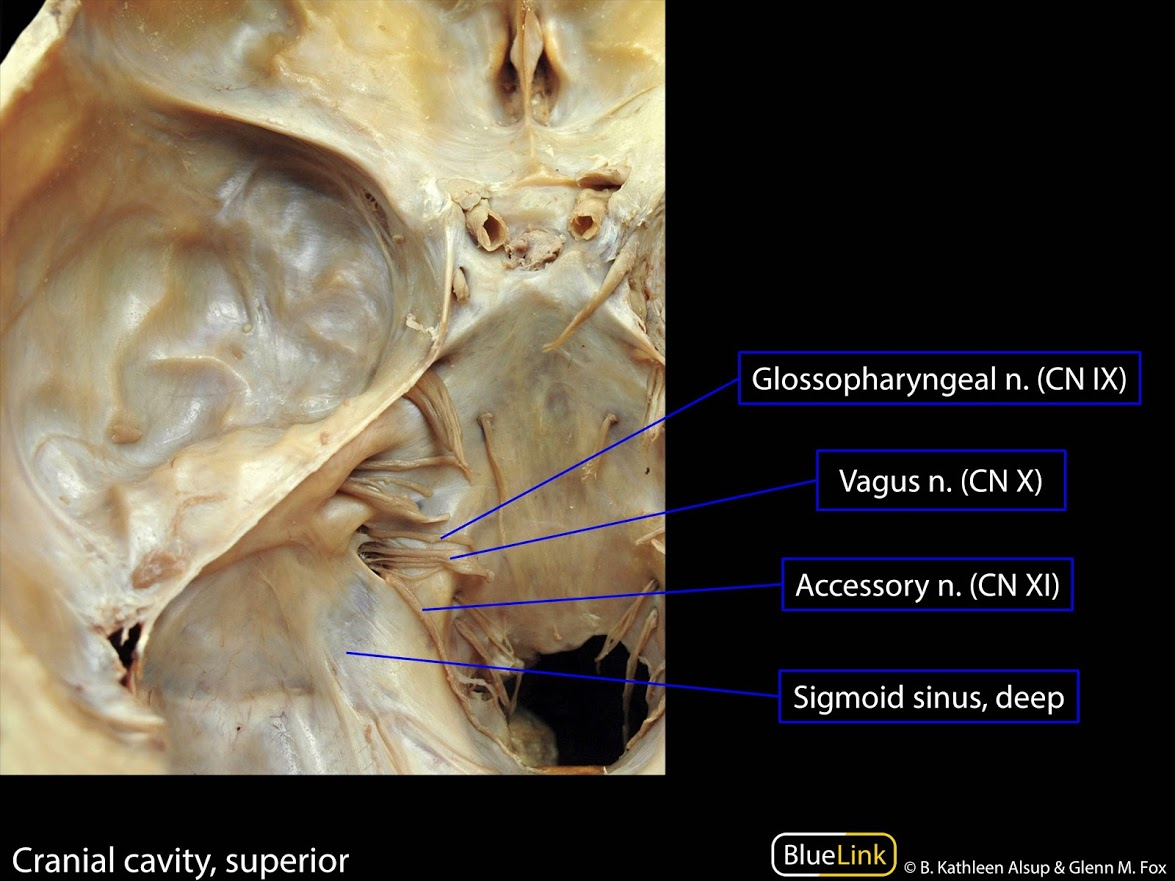 Glossopharyngeal n. (CN IX)
Vagus n. (CN X)
Accessory n. (CN XI)
Sigmoid sinus, deep
Cranial cavity, superior
BlueLink
© B. Kathleen Alsup & Glenn M. Fox